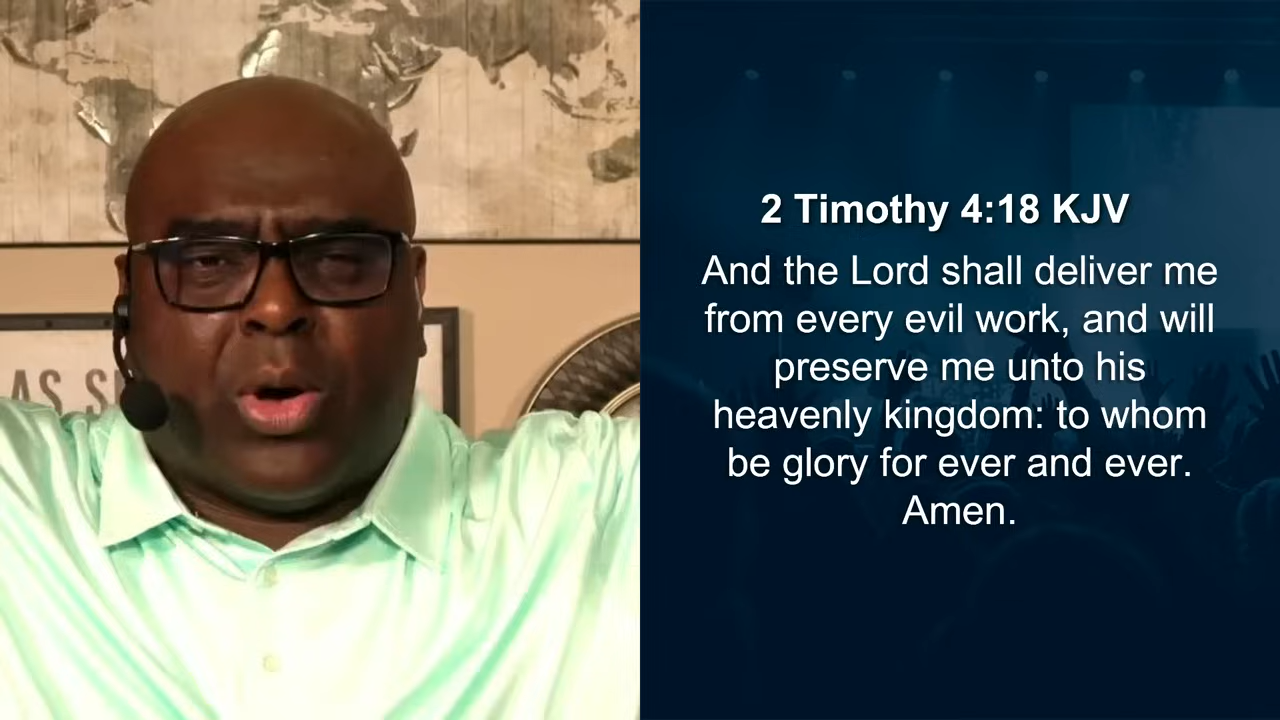 AS
2 Timothy 4:18 KJV
And the Lord shall deliver me
from every evil work, and will
preserve me unto his
heavenly kingdom: to whom
be glory for ever and ever.
Amen.